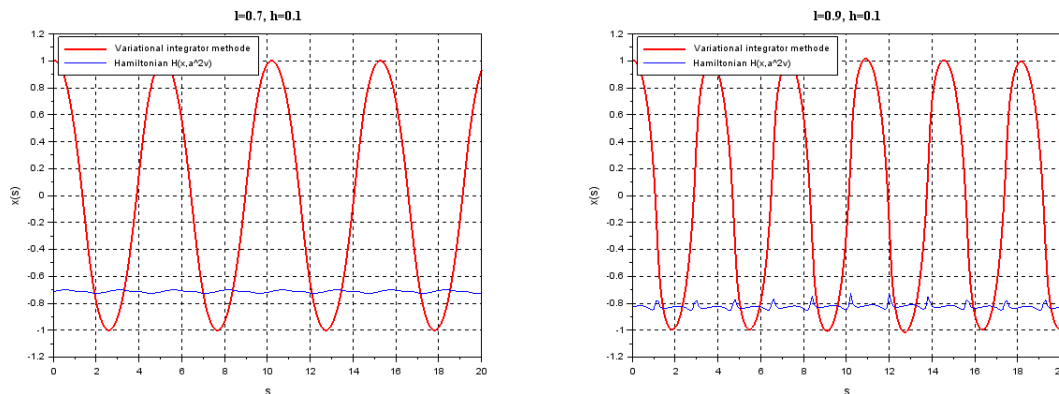 l=0.7, h=0.1
1.2
Variational integrator methode
1
Hamiltonian H(x,a^2v)
0.8
0.6
0.4
0.2
x(s)
0
-0.2
-0.4
-0.6
-0.8
-1
-1.2
0 2 4 6 8 10 12 14 16 18 20
s
l=0.9, h=0.1
1.2
Variational integrator methode
1
Hamiltonian H(x,a^2v)
0.8
0.6
0.4
0.2
x(s)
0
-0.2
-0.4
-0.6
-0.8
-1
-1.2
0 2 4 6 8 10 12 14 16 18
s